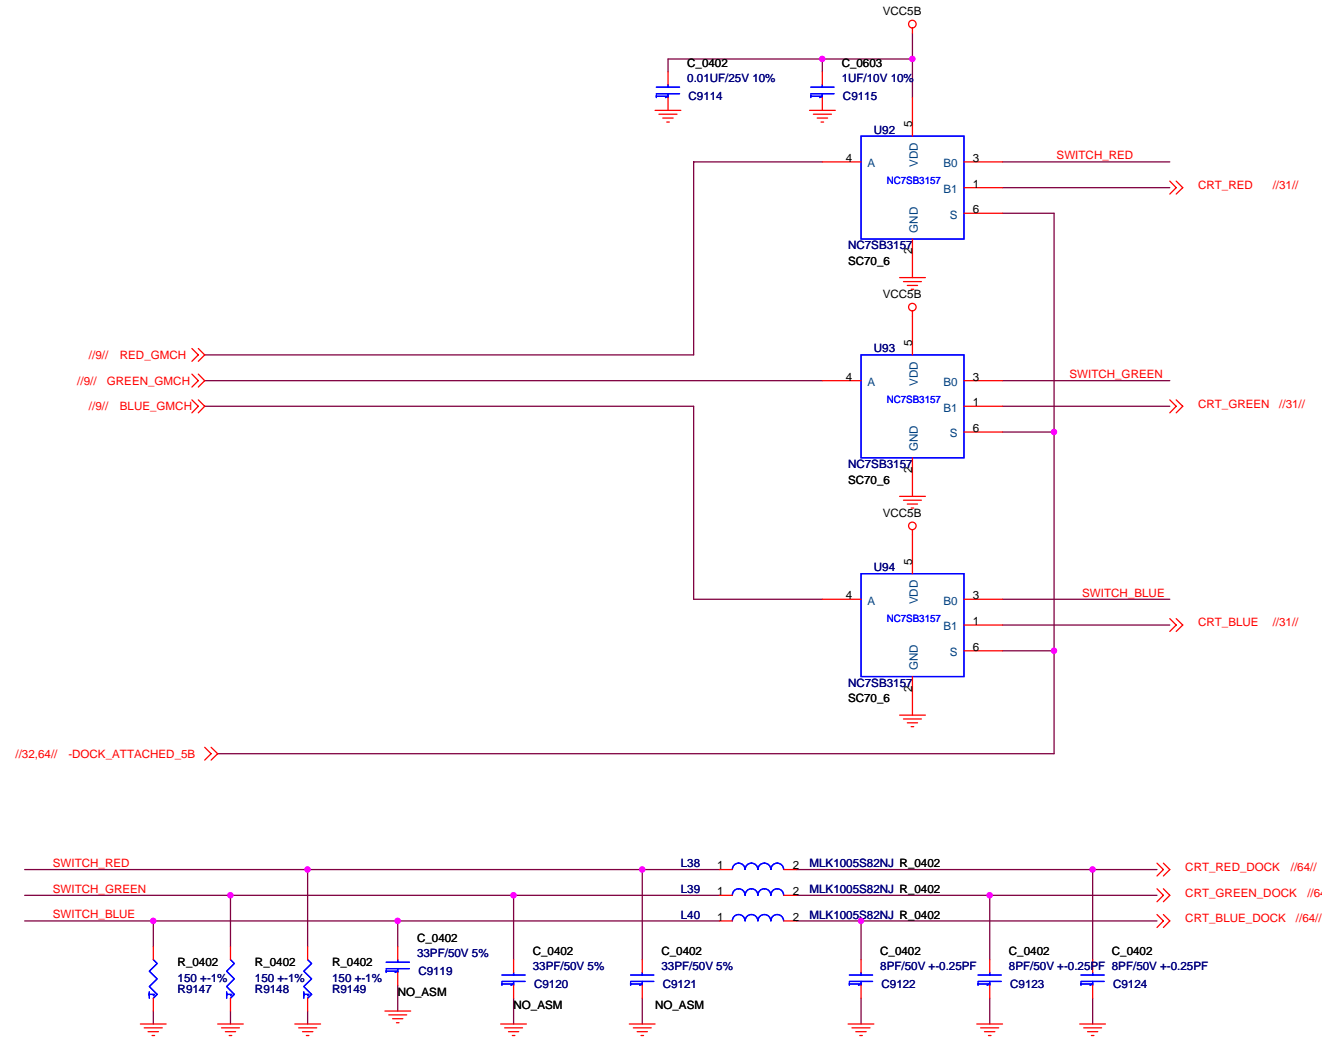 VCC5B
C_0402
0.01UF/25V 10%
C9114
C_0603
1UF/10V 10%
C9115
U92
5
VDD
4
A
NC7SB3157
B0
3
SWITCH_RED
B1
1
CRT_RED //31//
S
6
GND
2
NC7SB3157
SC70_6
VCC5B
//9// RED_GMCH
//9// GREEN_GMCH
//9// BLUE_GMCH
U93
5
VDD
4
A
NC7SB3157
B0
3
SWITCH_GREEN
B1
1
CRT_GREEN //31//
S
6
GND
2
NC7SB3157
SC70_6
VCC5B
U94
5
VDD
4
A
NC7SB3157
B0
3
SWITCH_BLUE
B1
1
CRT_BLUE //31//
S
6
GND
2
NC7SB3157
SC70_6
//32,64// -DOCK_ATTACHED_5B
SWITCH_RED
L38 1 2 MLK1005S82NJ R_0402
CRT_RED_DOCK //64//
SWITCH_GREEN
L39 1 2 MLK1005S82NJ R_0402
CRT_GREEN_DOCK //64
SWITCH_BLUE
L40 1 2 MLK1005S82NJ R_0402
CRT_BLUE_DOCK //64//
R_0402
150 +-1%
R9147
R_0402
150 +-1%
R9148
R_0402
150 +-1%
R9149
C_0402
33PF/50V 5%
C9119
NO_ASM
C_0402
33PF/50V 5%
C9120
NO_ASM
C_0402
33PF/50V 5%
C9121
NO_ASM
C_0402
8PF/50V +-0.25PF
C9122
C_0402
8PF/50V +-0.25PF
C9123
C_0402
8PF/50V +-0.25PF
C9124